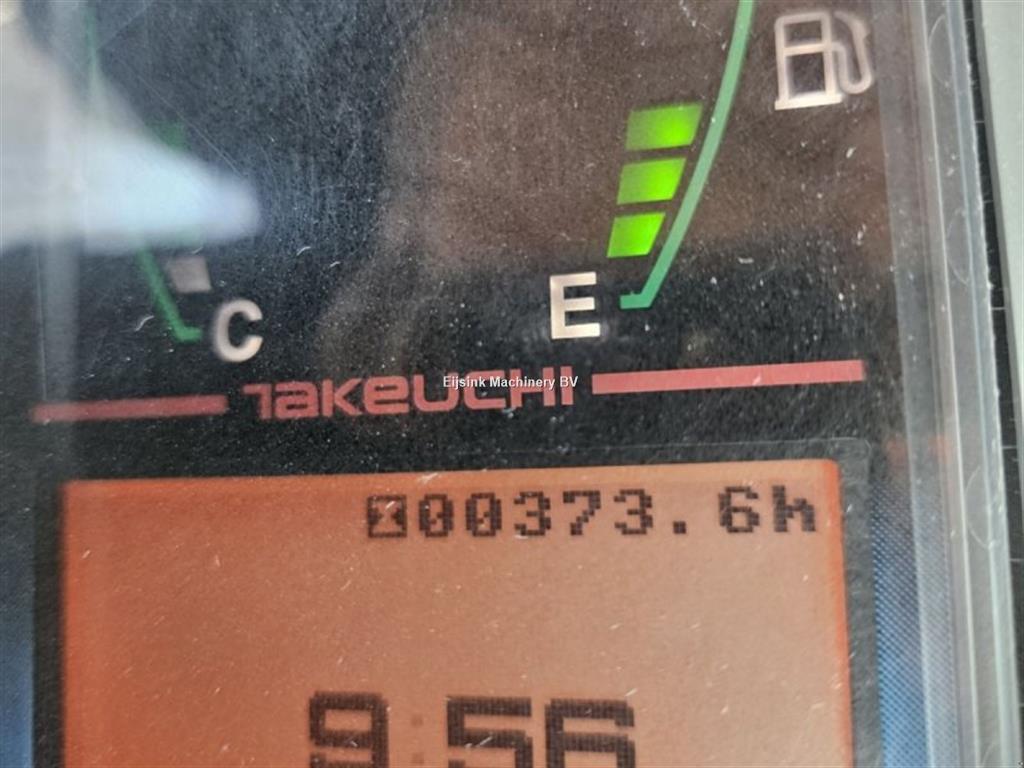 E
C
TAKEUCHI
Eijsink Machinery BV
00373.6h
9:56